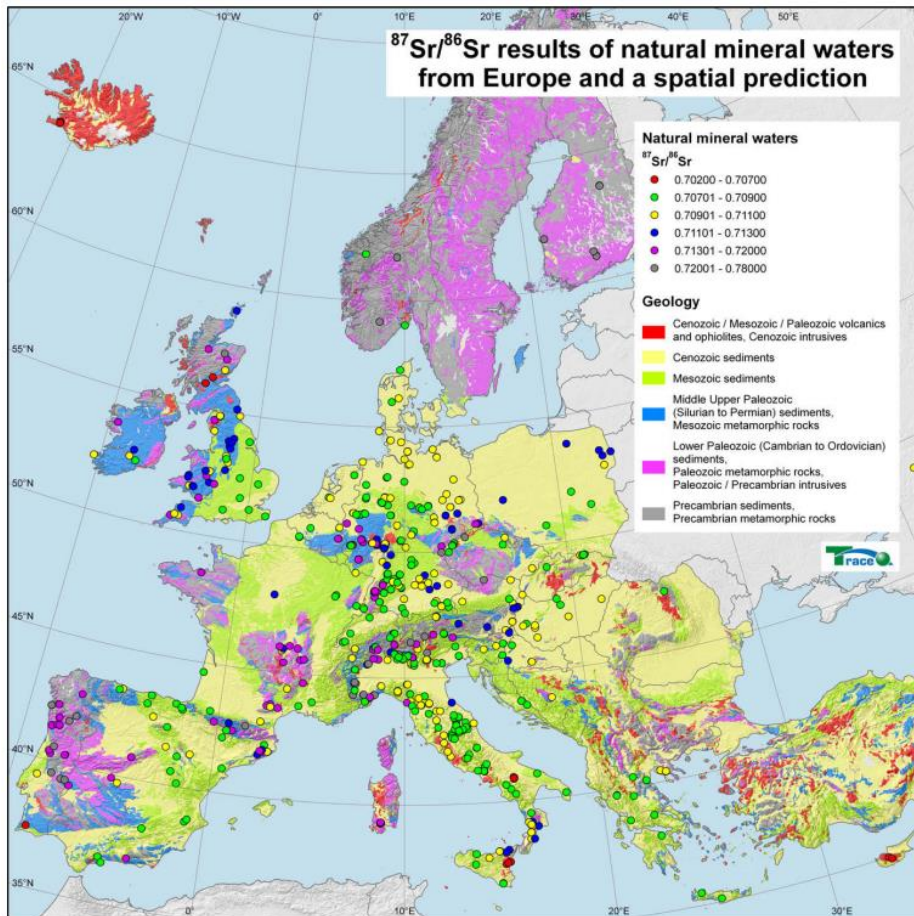 20°W
10°W
0°
10°E
20°E
30°E
40°E
50°E
65°N
60°N
55°N
50°N
45°N
40°N
35°N
0°
10°E
20°E
30°E
⁸⁷Sr/⁸⁶Sr results of natural mineral waters
from Europe and a spatial prediction
Natural mineral waters
⁸⁷Sr/⁸⁶Sr
0.70200 - 0.70700
0.70701 - 0.70900
0.70901 - 0.71100
0.71101 - 0.71300
0.71301 - 0.72000
0.72001 - 0.78000
Geology
Cenozoic / Mesozoic / Paleozoic volcanics
and ophiolites, Cenozoic intrusives
Cenozoic sediments
Mesozoic sediments
Middle Upper Paleozoic
(Silurian to Permian) sediments,
Mesozoic metamorphic rocks
Lower Paleozoic (Cambrian to Ordovician)
sediments,
Paleozoic metamorphic rocks,
Paleozoic / Precambrian intrusives
Precambrian sediments,
Precambrian metamorphic rocks
Trace